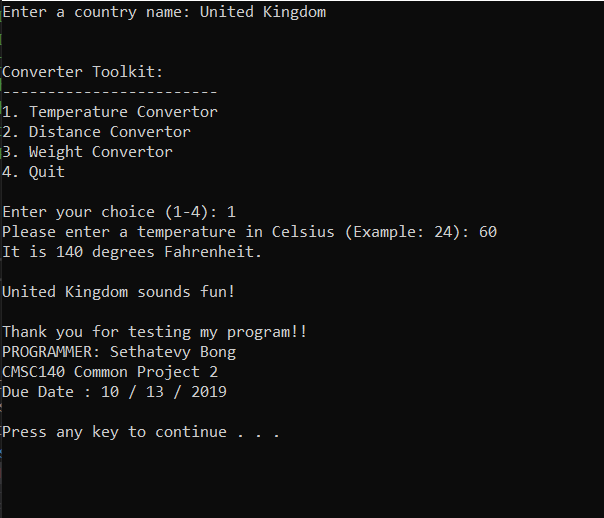 Enter a country name: United Kingdom
Converter Toolkit:
------------------------
1. Temperature Convertor
2. Distance Convertor
3. Weight Convertor
4. Quit
Enter your choice (1-4): 1
Please enter a temperature in Celsius (Example: 24): 60
It is 140 degrees Fahrenheit.
United Kingdom sounds fun!
Thank you for testing my program!!
PROGRAMMER: Sethatevy Bong
CMSC140 Common Project 2
Due Date : 10 / 13 / 2019
Press any key to continue . . .